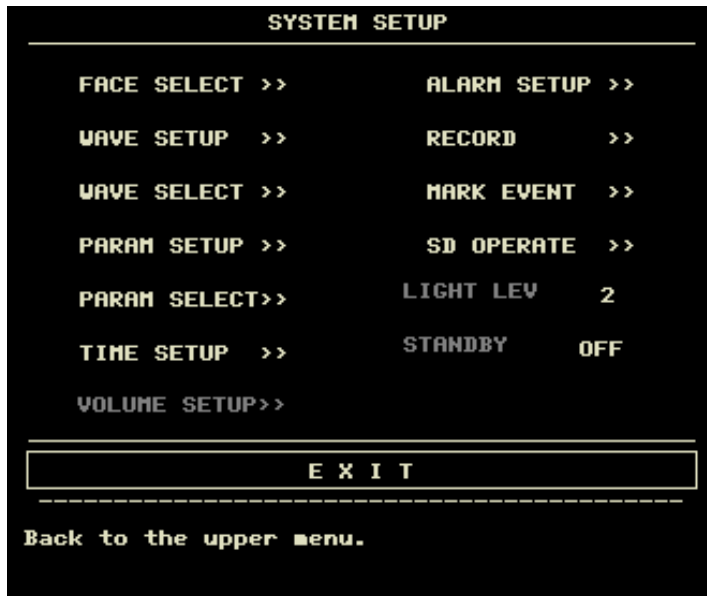 SYSTEM SETUP
FACE SELECT >> ALARM SETUP >>
WAVE SETUP >> RECORD >>
WAVE SELECT >> MARK EVENT >>
PARAM SETUP >> SD OPERATE >>
PARAM SELECT>> LIGHT LEV 2
TIME SETUP >> STANDBY OFF
VOLUME SETUP>>
E X I T
Back to the upper menu.